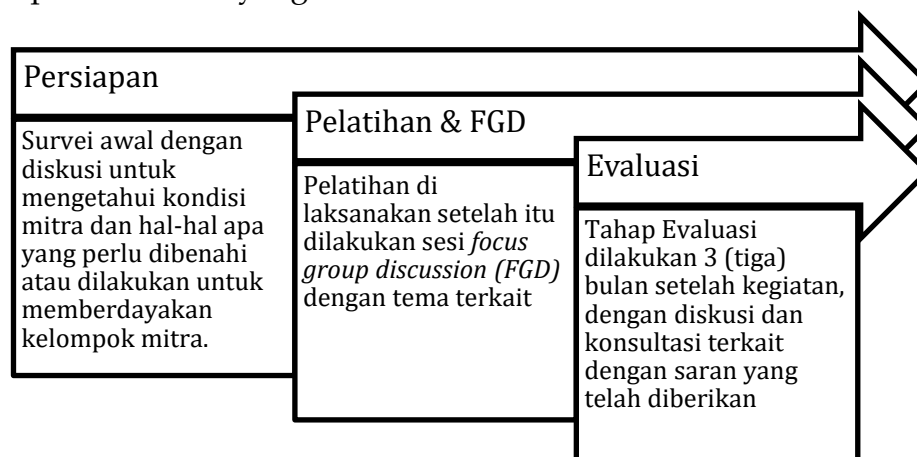 Persiapan
Survei awal dengan
diskusi untuk
mengetahui kondisi
mitra dan hal-hal apa
yang perlu dibenahi
atau dilakukan untuk
memberdayakan
kelompok mitra.
Pelatihan & FGD
Pelatihan di
laksanakan setelah itu
dilakukan sesi focus
group discussion (FGD)
dengan tema terkait
Evaluasi
Tahap Evaluasi
dilakukan 3 (tiga)
bulan setelah kegiatan,
dengan diskusi dan
konsultasi terkait
dengan saran yang
telah diberikan